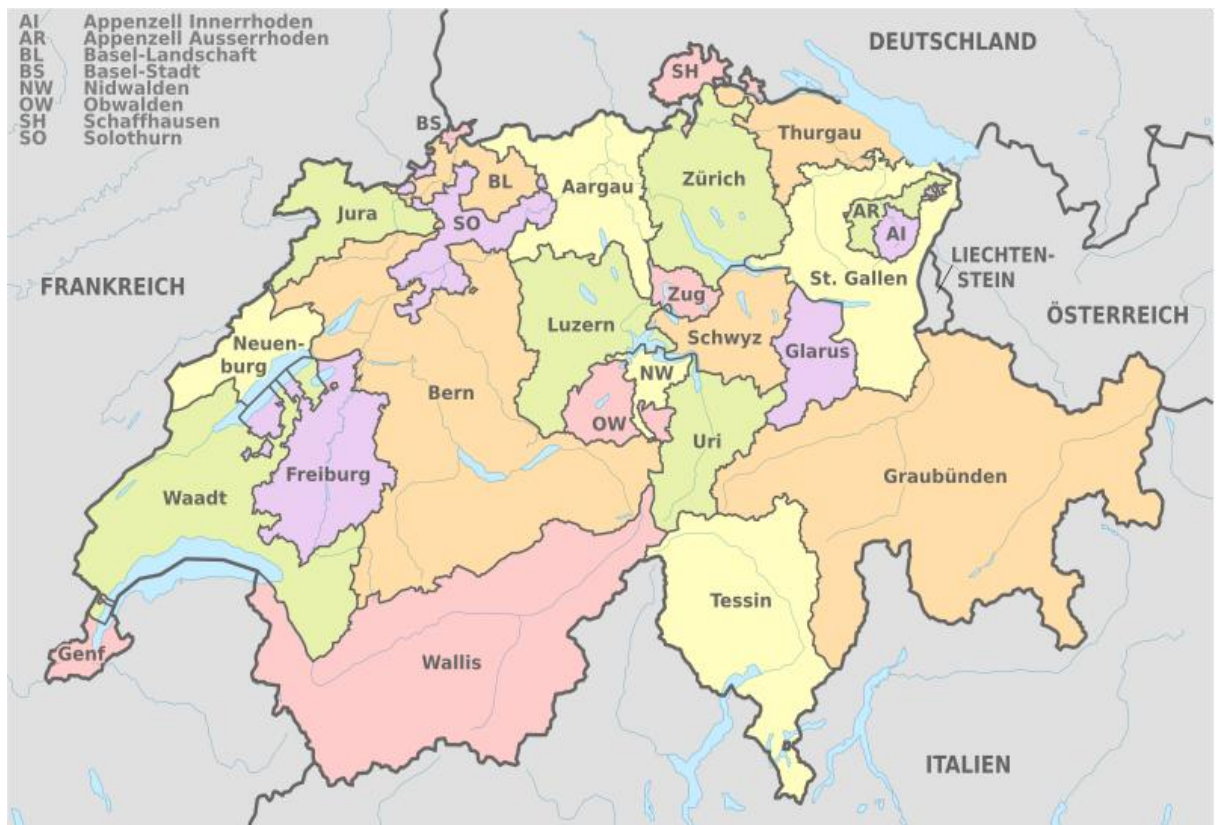 AI Appenzell Innerrhoden
AR Appenzell Ausserrhoden
BL Basel-Landschaft
BS Basel-Stadt
NW Nidwalden
OW Obwalden
SH Schaffhausen
SO Solothurn
DEUTSCHLAND
SH
BS
Thurgau
BL
Aargau
Zürich
Jura
SO
AR
AI
LIECHTEN-
STEIN
FRANKREICH
St. Gallen
Zug
ÖSTERREICH
Luzern
Schwyz
Neuen-
burg
Glarus
NW
Bern
OW
Uri
Freiburg
Graubünden
Waadt
Tessin
Genf
Wallis
ITALIEN